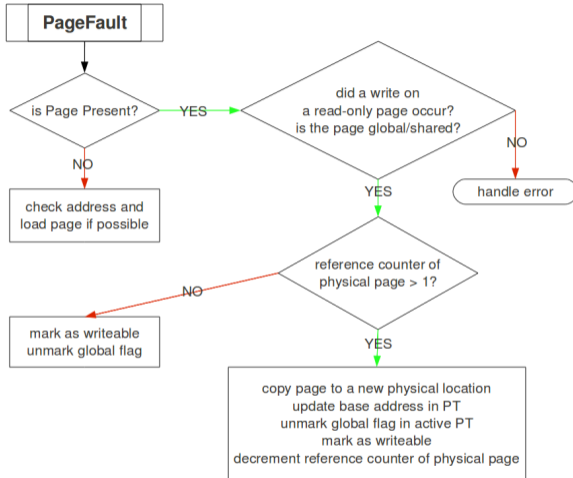 PageFault
is Page Present?
YES
did a write on
a read-only page occur?
is the page global/shared?
NO
NO
check address and
load page if possible
YES
handle error
reference counter of
physical page > 1?
NO
mark as writeable
unmark global flag
YES
copy page to a new physical location
update base address in PT
unmark global flag in active PT
mark as writeable
decrement reference counter of physical page